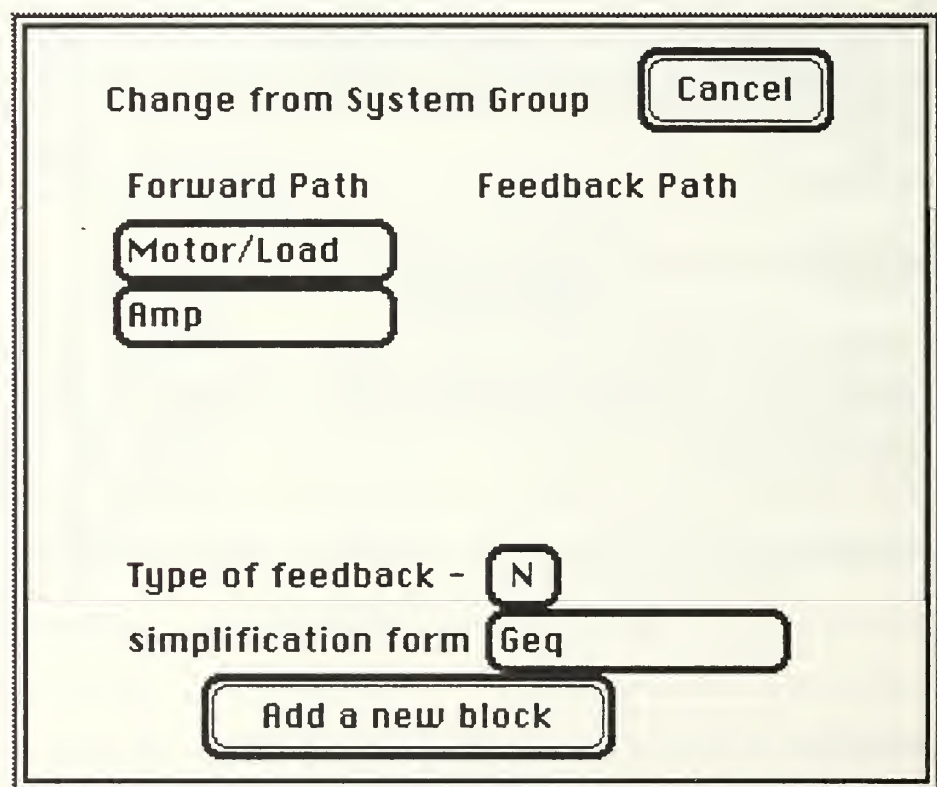 Change from System Group Cancel
Forward Path Feedback Path
Motor/Load
Amp
Type of feedback - N
simplification form Geq
Add a new block